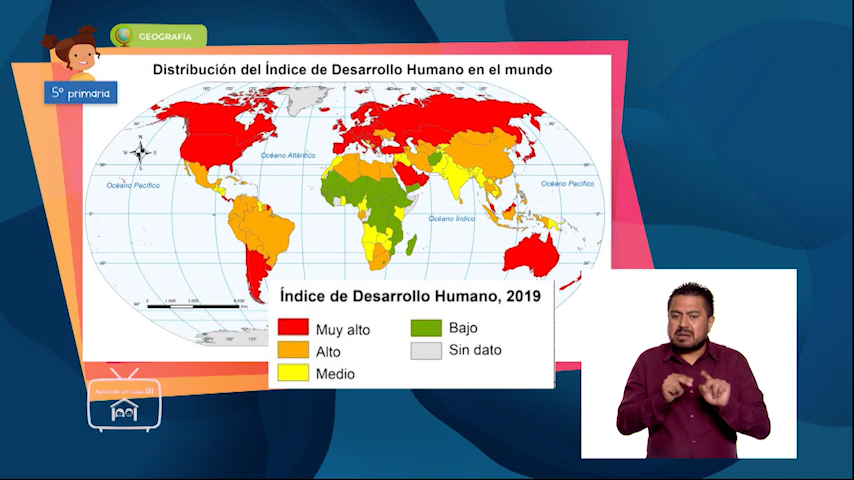 GEOGRAFÍA
5º primaria
Distribución del Índice de Desarrollo Humano en el mundo
N
Océano Atlántico
Océano Pacífico
Océano Pacífico
Océano Índico
Índice de Desarrollo Humano, 2019
Muy alto
Alto
Medio
Bajo
Sin dato
Aprende en casa III